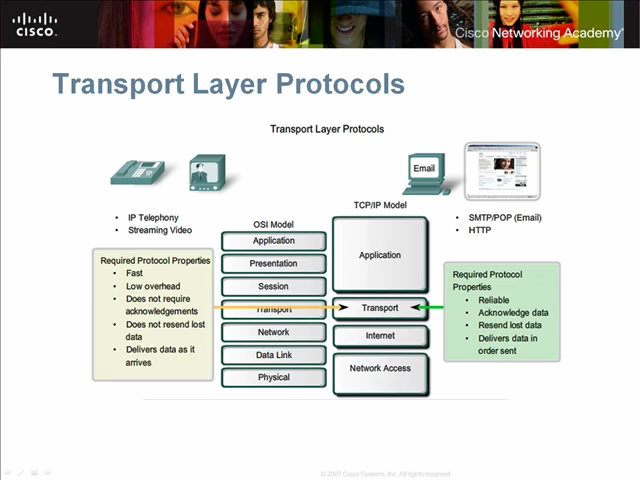 CISCO.
Cisco Networking Academy®
Transport Layer Protocols
Transport Layer Protocols
Email
• IP Telephony
• Streaming Video
TCP/IP Model
• SMTP/POP (Email)
• HTTP
OSI Model
Application
Presentation
Session
Transport
Network
Data Link
Physical
Application
Transport
Internet
Network Access
Required Protocol Properties
• Fast
• Low overhead
• Does not require
acknowledgements
• Does not resend lost
data
• Delivers data as it
arrives
Required Protocol
Properties
• Reliable
• Acknowledge data
• Resend lost data
• Delivers data in
order sent
© 2007 Cisco Systems, Inc. All rights reserved.